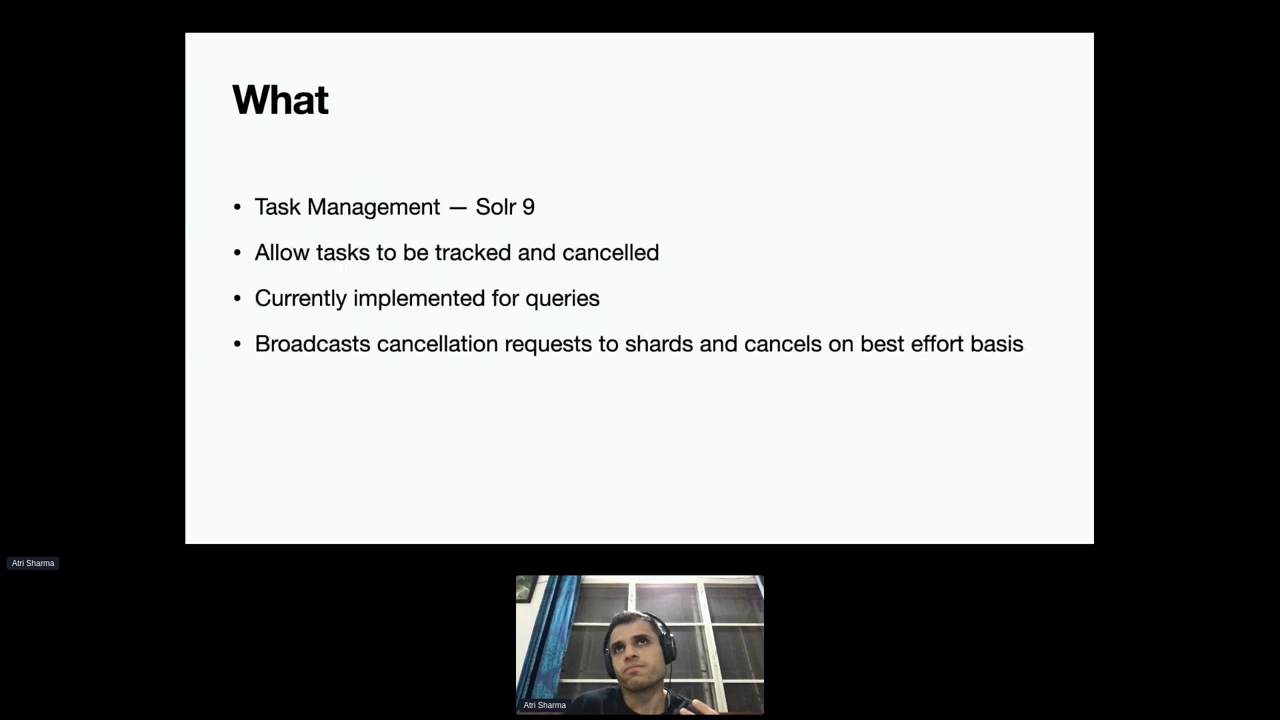 What
• Task Management — Solr 9
• Allow tasks to be tracked and cancelled
• Currently implemented for queries
• Broadcasts cancellation requests to shards and cancels on best effort basis
Atri Sharma
Atri Sharma